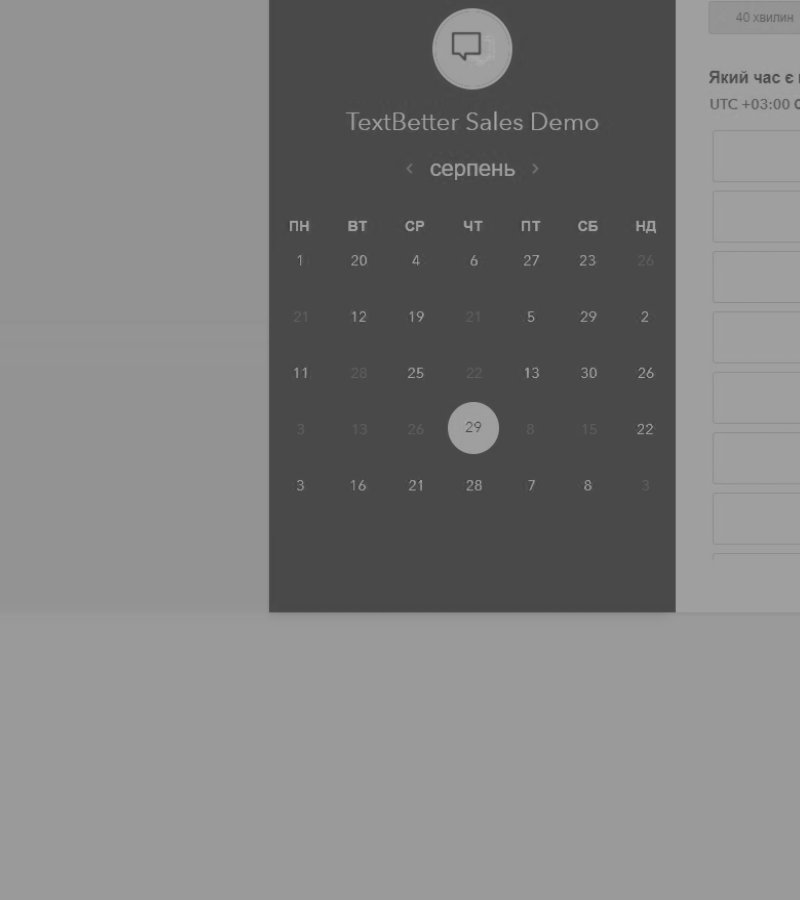 40 хвилин
Який час є
UTC +03:00
TextBetter Sales Demo
серпень
ПН ВТ СР ЧТ ПТ СБ НД
1 20 4 6 27 23 26
21 12 19 21 5 29 2
11 28 25 22 13 30 26
3 13 26 29 8 15 22
3 16 21 28 7 8 3